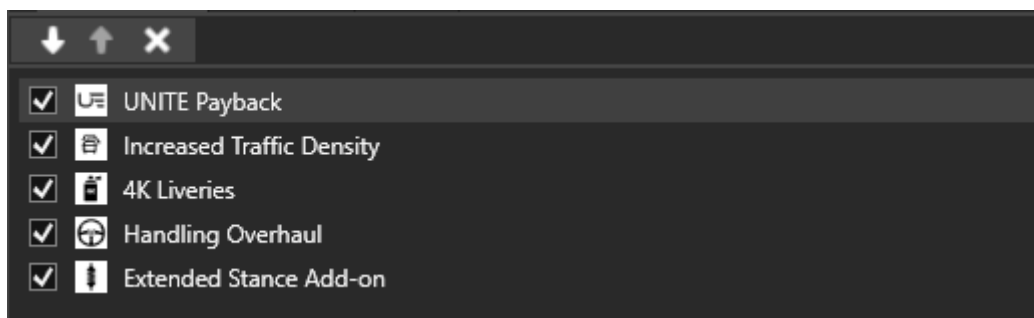 UNITE Payback
Increased Traffic Density
4K Liveries
Handling Overhaul
Extended Stance Add-on